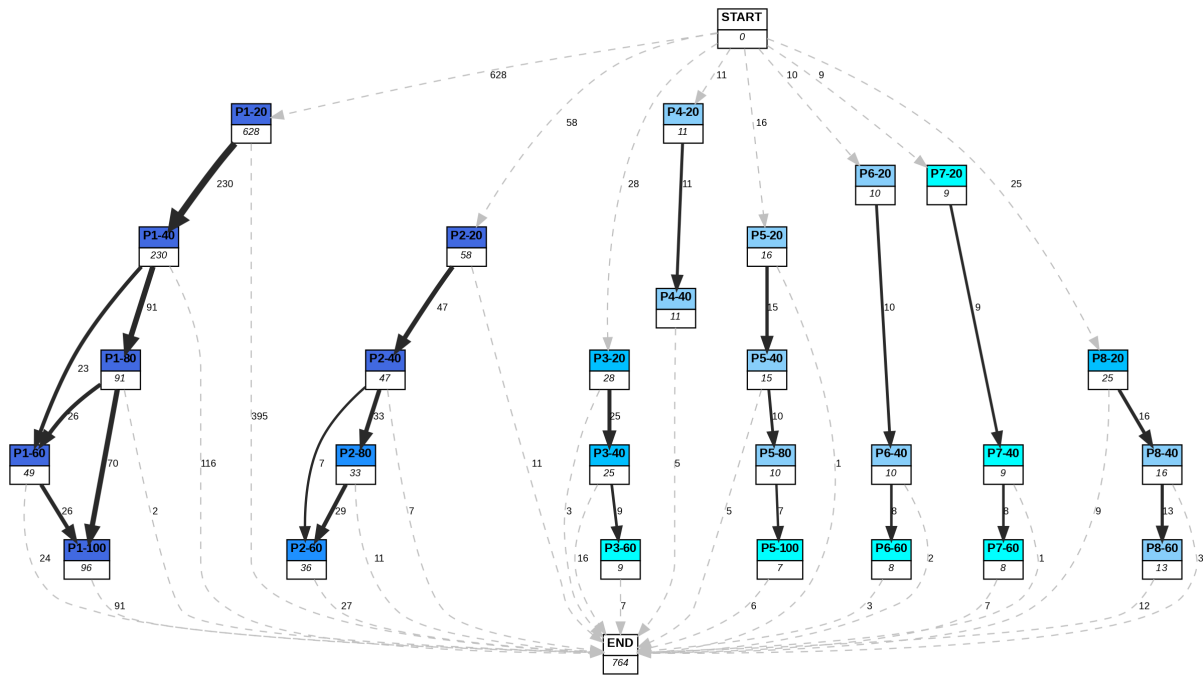 START
0
628
58
28
11
16
10
9
25
P1-20
628
P4-20
11
P6-20
10
P7-20
9
230
11
P1-40
230
P2-20
58
P5-20
16
P4-40
11
91
47
15
10
9
23
26
P1-80
91
P2-40
47
P3-20
28
P5-40
15
P8-20
25
395
70
116
2
33
7
11
25
10
16
P1-60
49
P2-80
33
P3-40
25
P5-80
10
P6-40
10
P7-40
9
P8-40
16
5
1
5
9
26
29
7
3
9
7
8
8
13
P1-100
96
P2-60
36
P3-60
9
P5-100
7
P6-60
8
P7-60
8
P8-60
13
24
11
16
2
1
3
91
27
7
6
3
7
12
END
764